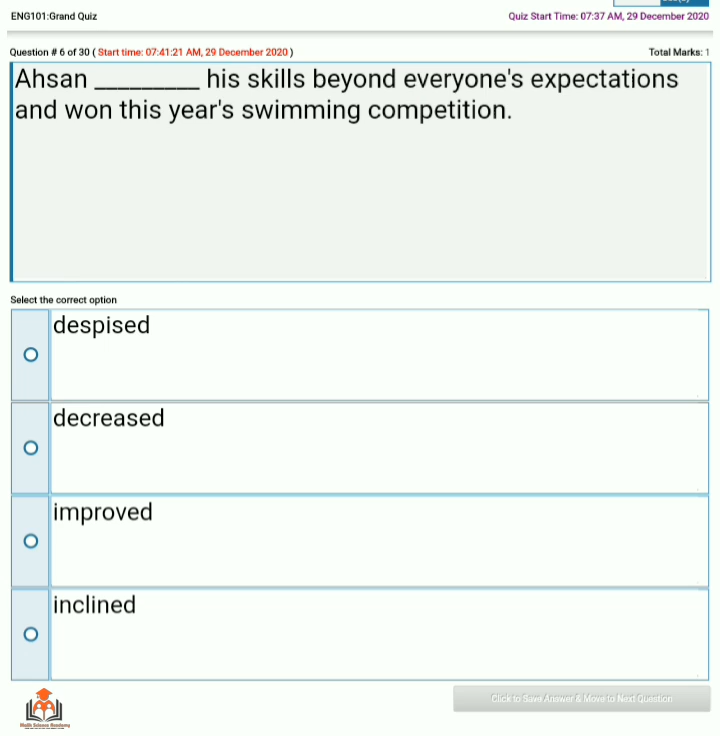 ENG101:Grand Quiz
Quiz Start Time: 07:37 AM, 29 December 2020
Question # 6 of 30 ( Start time: 07:41:21 AM, 29 December 2020 )
Total Marks: 1
Ahsan _________ his skills beyond everyone's expectations
and won this year's swimming competition.
Select the correct option
despised
decreased
improved
inclined
Click to Save Answer & Move to Next Question